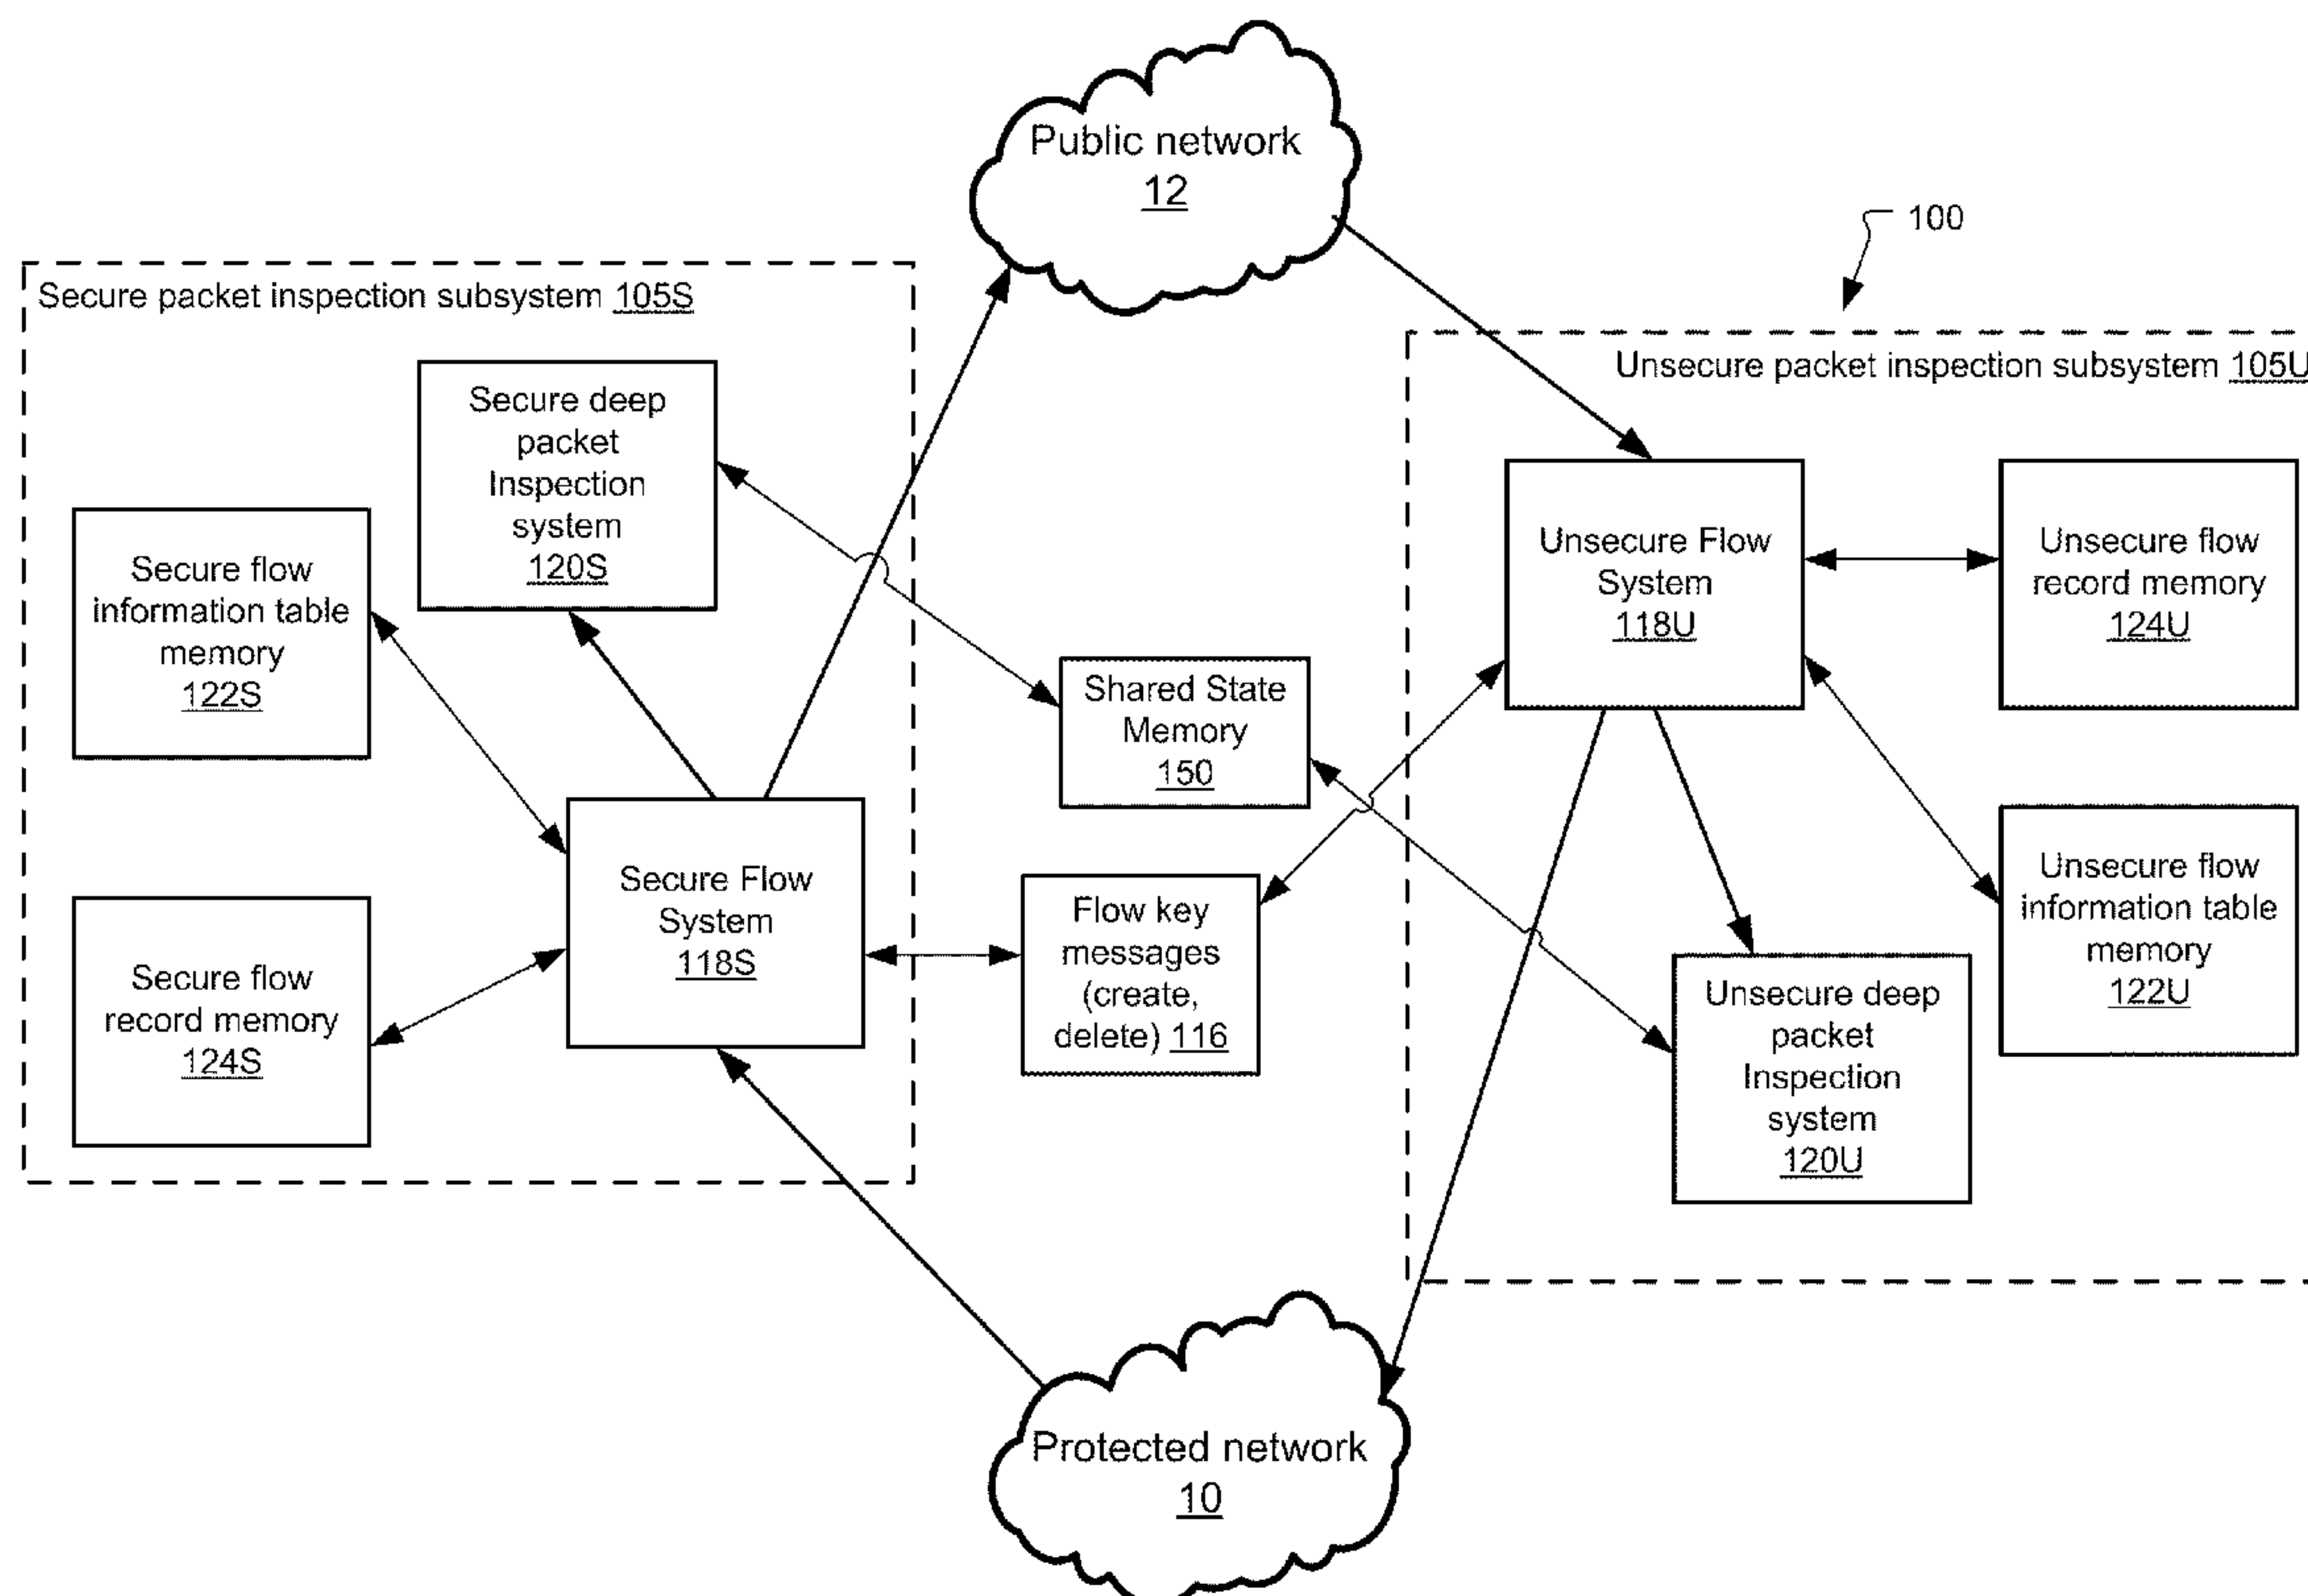 Public network
12
100
Secure packet inspection subsystem 105S
Unsecure packet inspection subsystem 105U
Secure deep
packet
Inspection
system
120S
Secure flow
information table
memory
122S
Unsecure Flow
System
118U
Unsecure flow
record memory
124U
Shared State
Memory
150
Secure Flow
System
118S
Flow key
messages
(create,
delete) 116
Unsecure flow
information table
memory
122U
Secure flow
record memory
124S
Unsecure deep
packet
Inspection
system
120U
Protected network
10